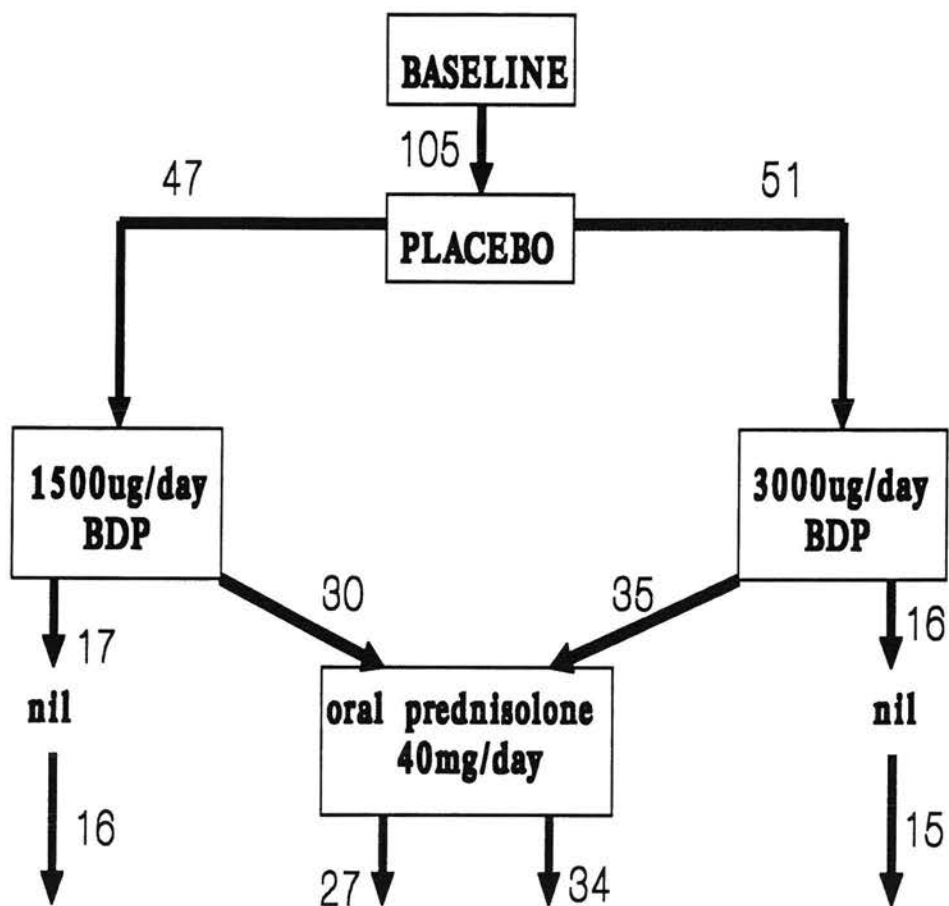 BASELINE
105
47
51
PLACEBO
1500ug/day
BDP
3000ug/day
BDP
30
35
17
16
nil
oral prednisolone
40mg/day
nil
16
15
27
34